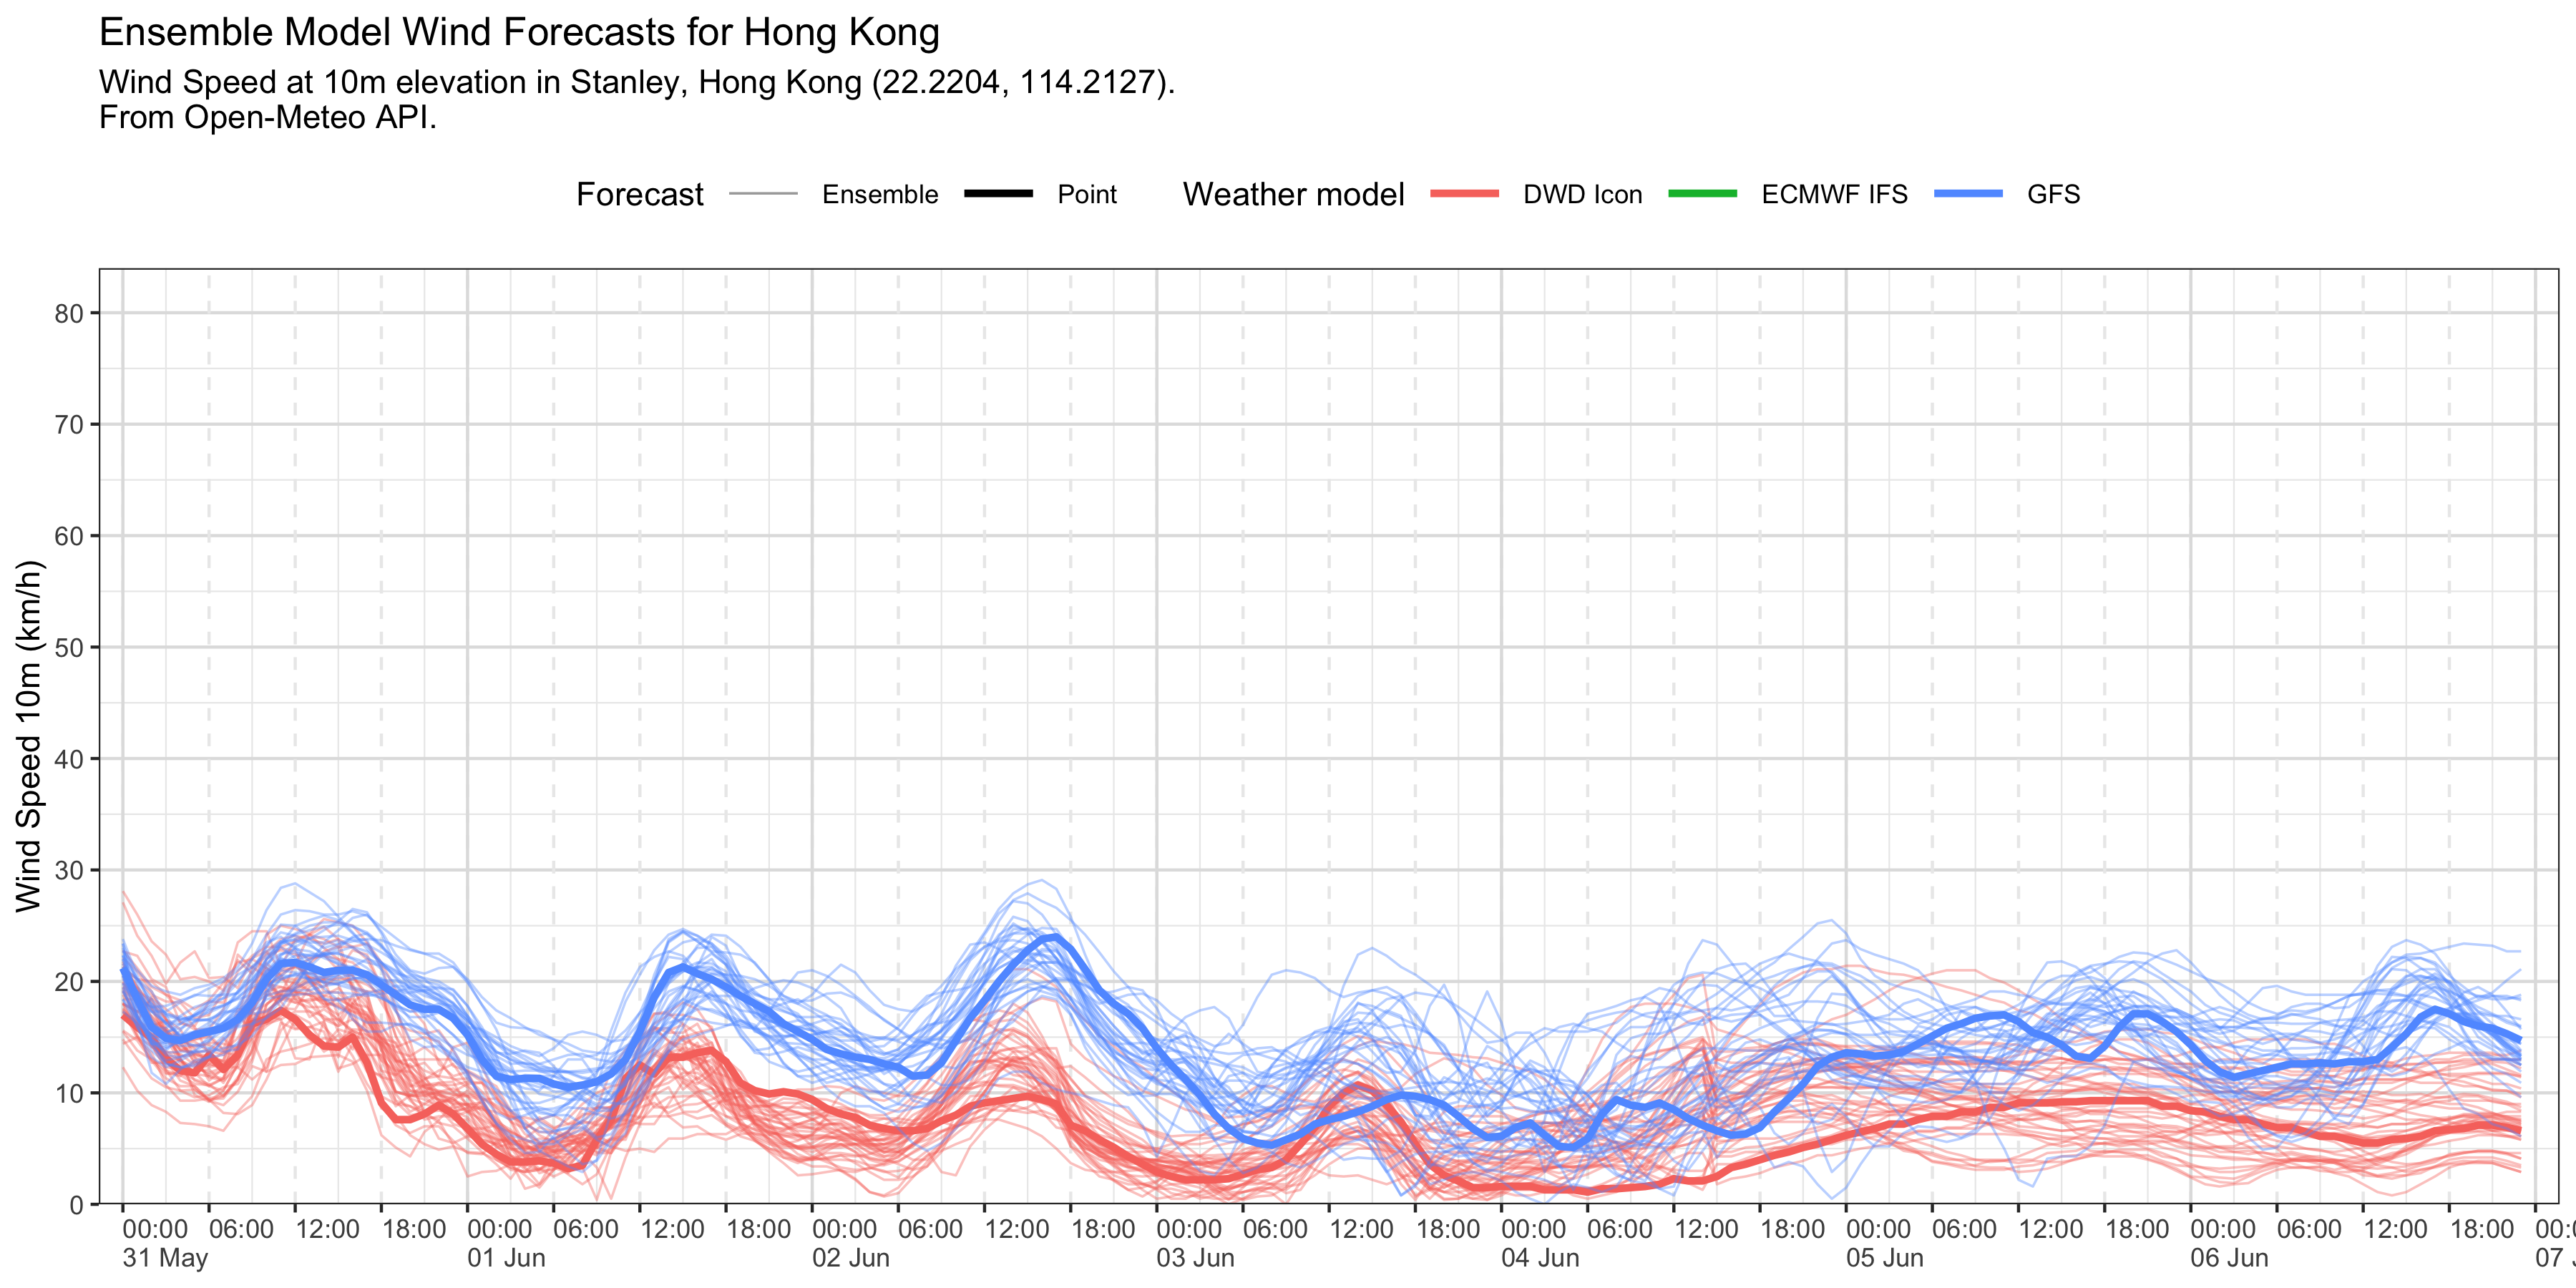 Ensemble Model Wind Forecasts for Hong Kong
Wind Speed at 10m elevation in Stanley, Hong Kong (22.2204, 114.2127).
From Open-Meteo API.
Forecast Ensemble Point Weather model DWD Icon ECMWF IFS GFS
Wind Speed 10m (km/h)
80
70
60
50
40
30
20
10
0
00:00 06:00 12:00 18:00 00:00 06:00 12:00 18:00 00:00 06:00 12:00 18:00 00:00 06:00 12:00 18:00 00:00 06:00 12:00 18:00 00:00 06:00 12:00 18:00 00:00 06:00 12:00 18:00
31 May 01 Jun 02 Jun 03 Jun 04 Jun 05 Jun 06 Jun 07